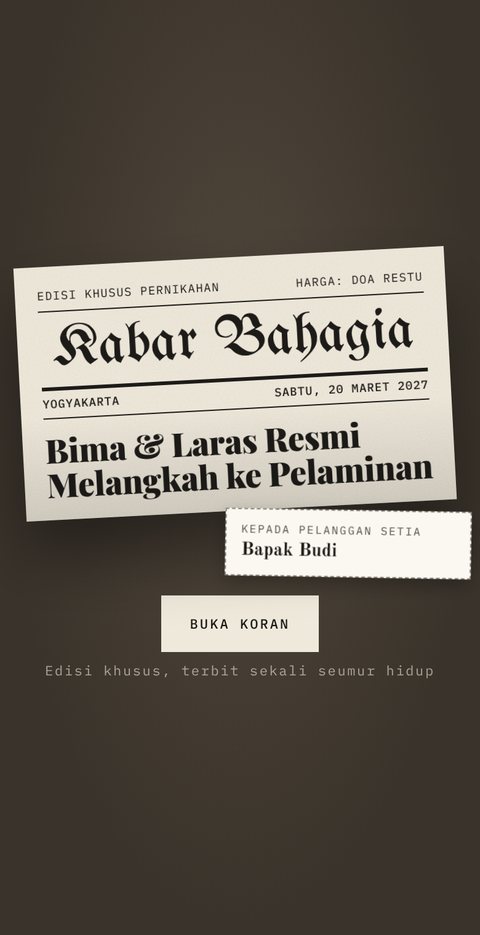 EDISI KHUSUS PERNIKAHAN HARGA: DOA RESTU
Kabar Bahagia
YOGYAKARTA SABTU, 20 MARET 2027
Bima & Laras Resmi
Melangkah ke Pelaminan
KEPADA PELANGGAN SETIA
Bapak Budi
BUKA KORAN
Edisi khusus, terbit sekali seumur hidup